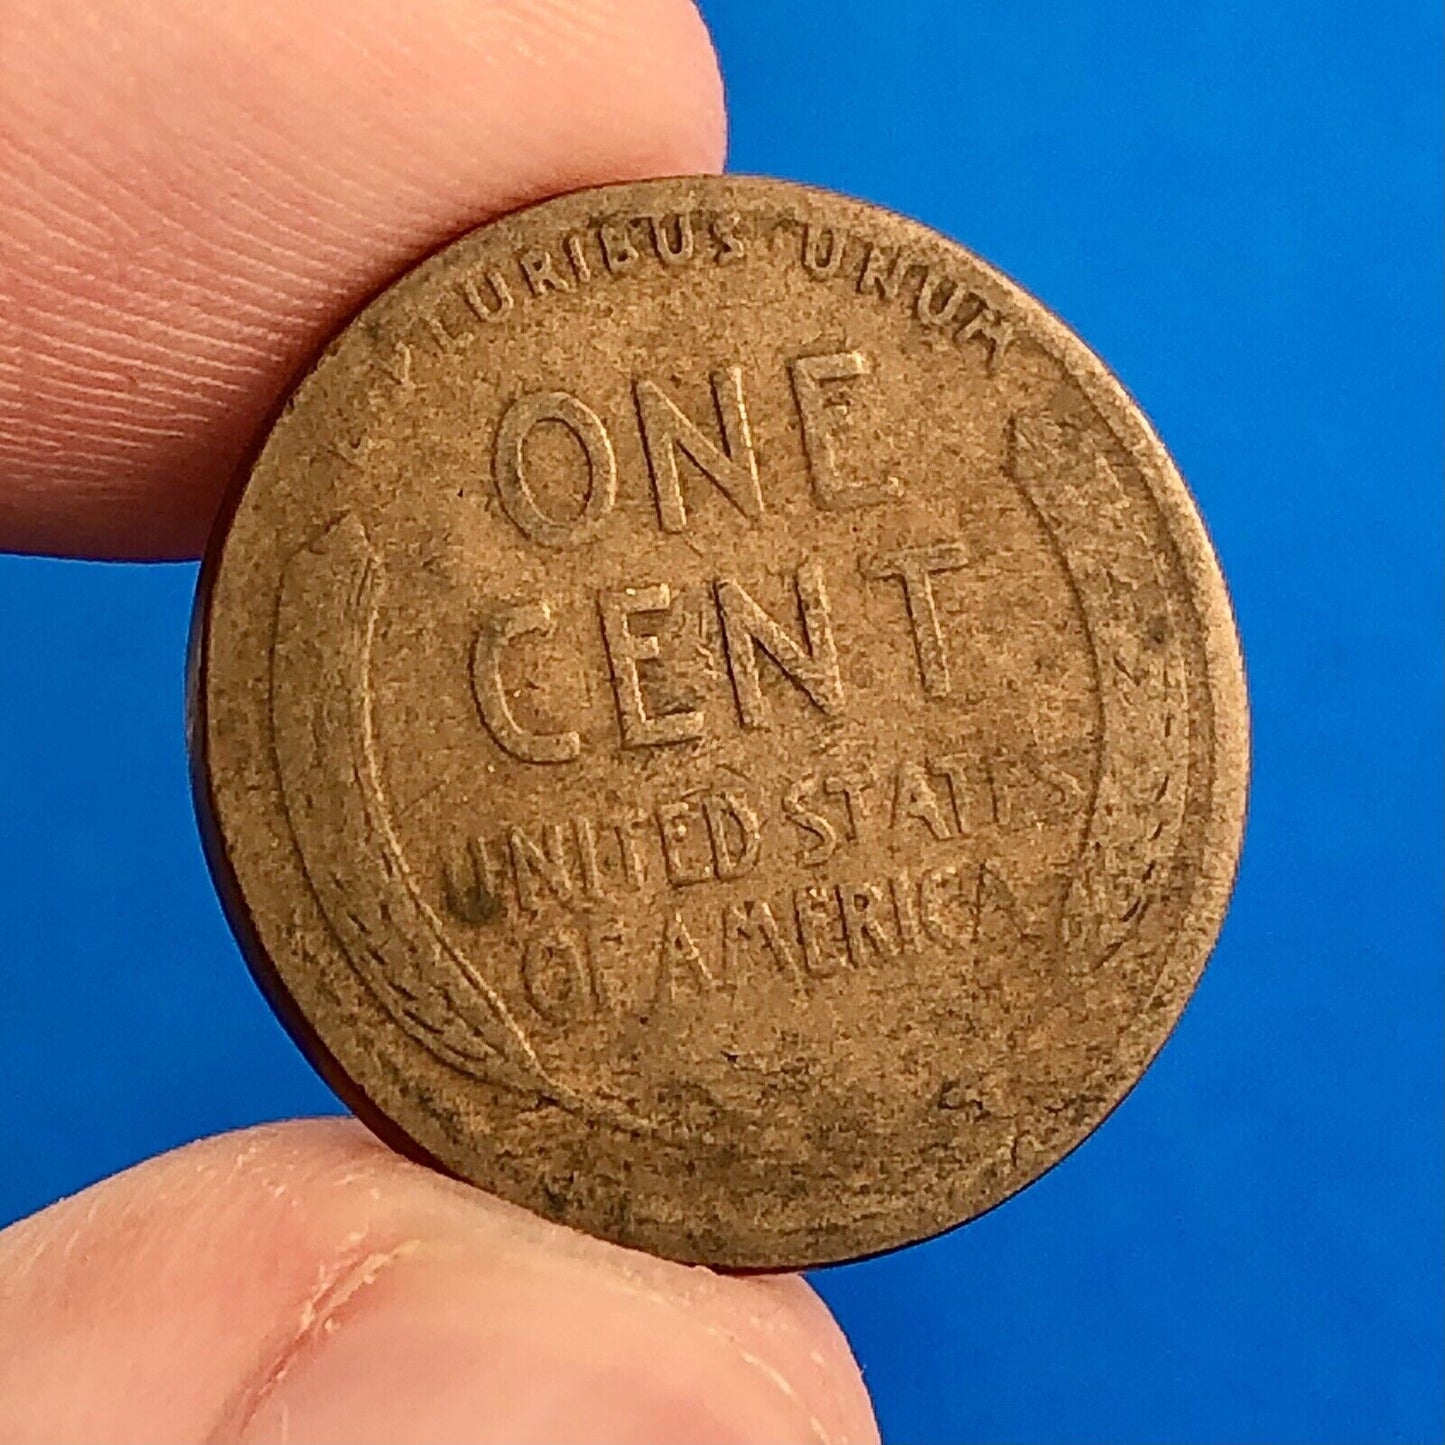 PLURIBUS UNUM
ONE
CENT
UNITED STATES
OF AMERICA